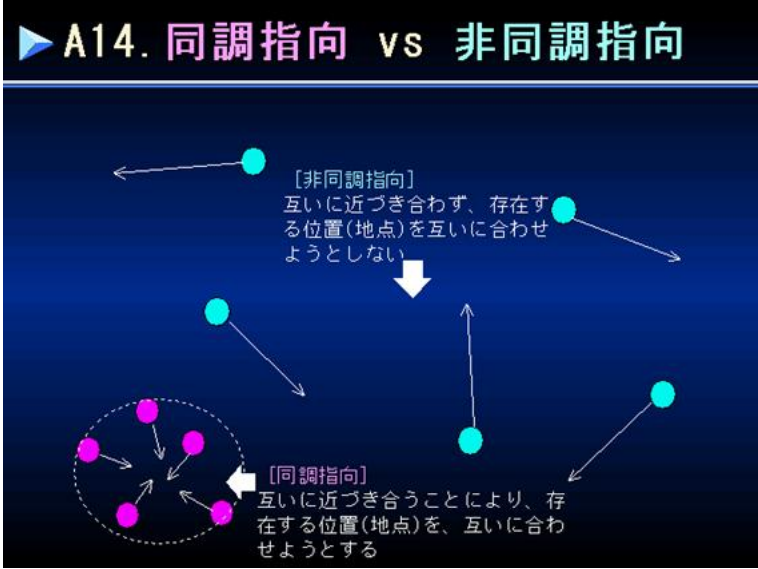 A14.同調指向 vs 非同調指向
[非同調指向]
互いに近づき合わず、存在す
る位置(地点)を互いに合わせ
ようとしない
[同調指向]
互いに近づき合うことにより、存
在する位置(地点)を、互いに合わ
せようとする